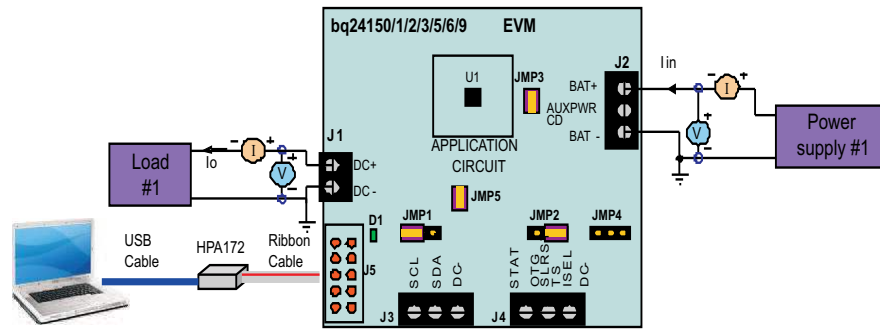 bq24150/1/2/3/5/6/9 EVM
J2
I in
U1
JMP3
BAT+
AUXPWR
CD
BAT -
- I +
+
V
-
Power
supply #1
J1
APPLICATION
CIRCUIT
Load
#1
Io
- I +
+
V
-
DC+
DC -
JMP5
D1
JMP1
JMP2
JMP4
USB
Cable
HPA172
Ribbon
Cable
J5
SCL
SDA
DC-
STAT
OTG
SLRST
TS
ISEL
DC-
J3
J4